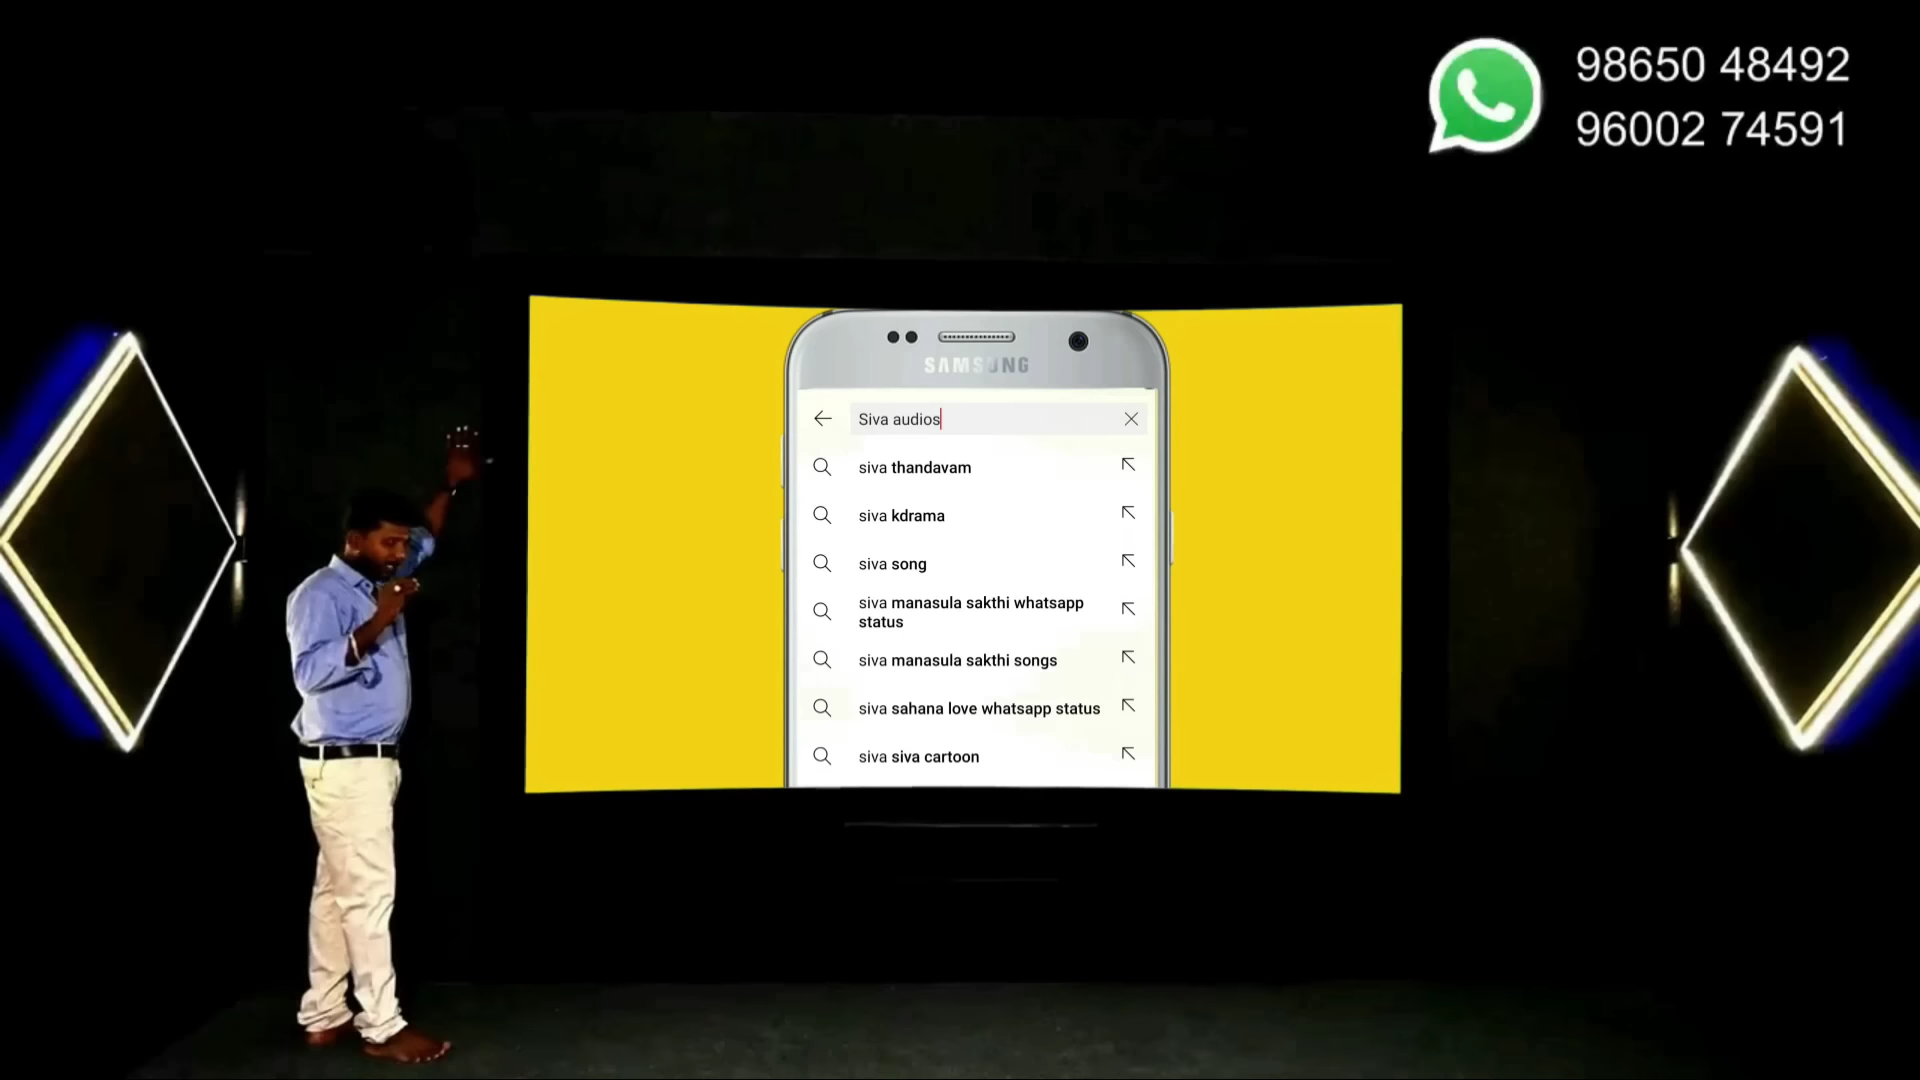 98650 48492
96002 74591
SAMSUNG
Siva audios
siva thandavam
siva kdrama
siva song
siva manasula sakthi whatsapp
status
siva manasula sakthi songs
siva sahana love whatsapp status
siva siva cartoon